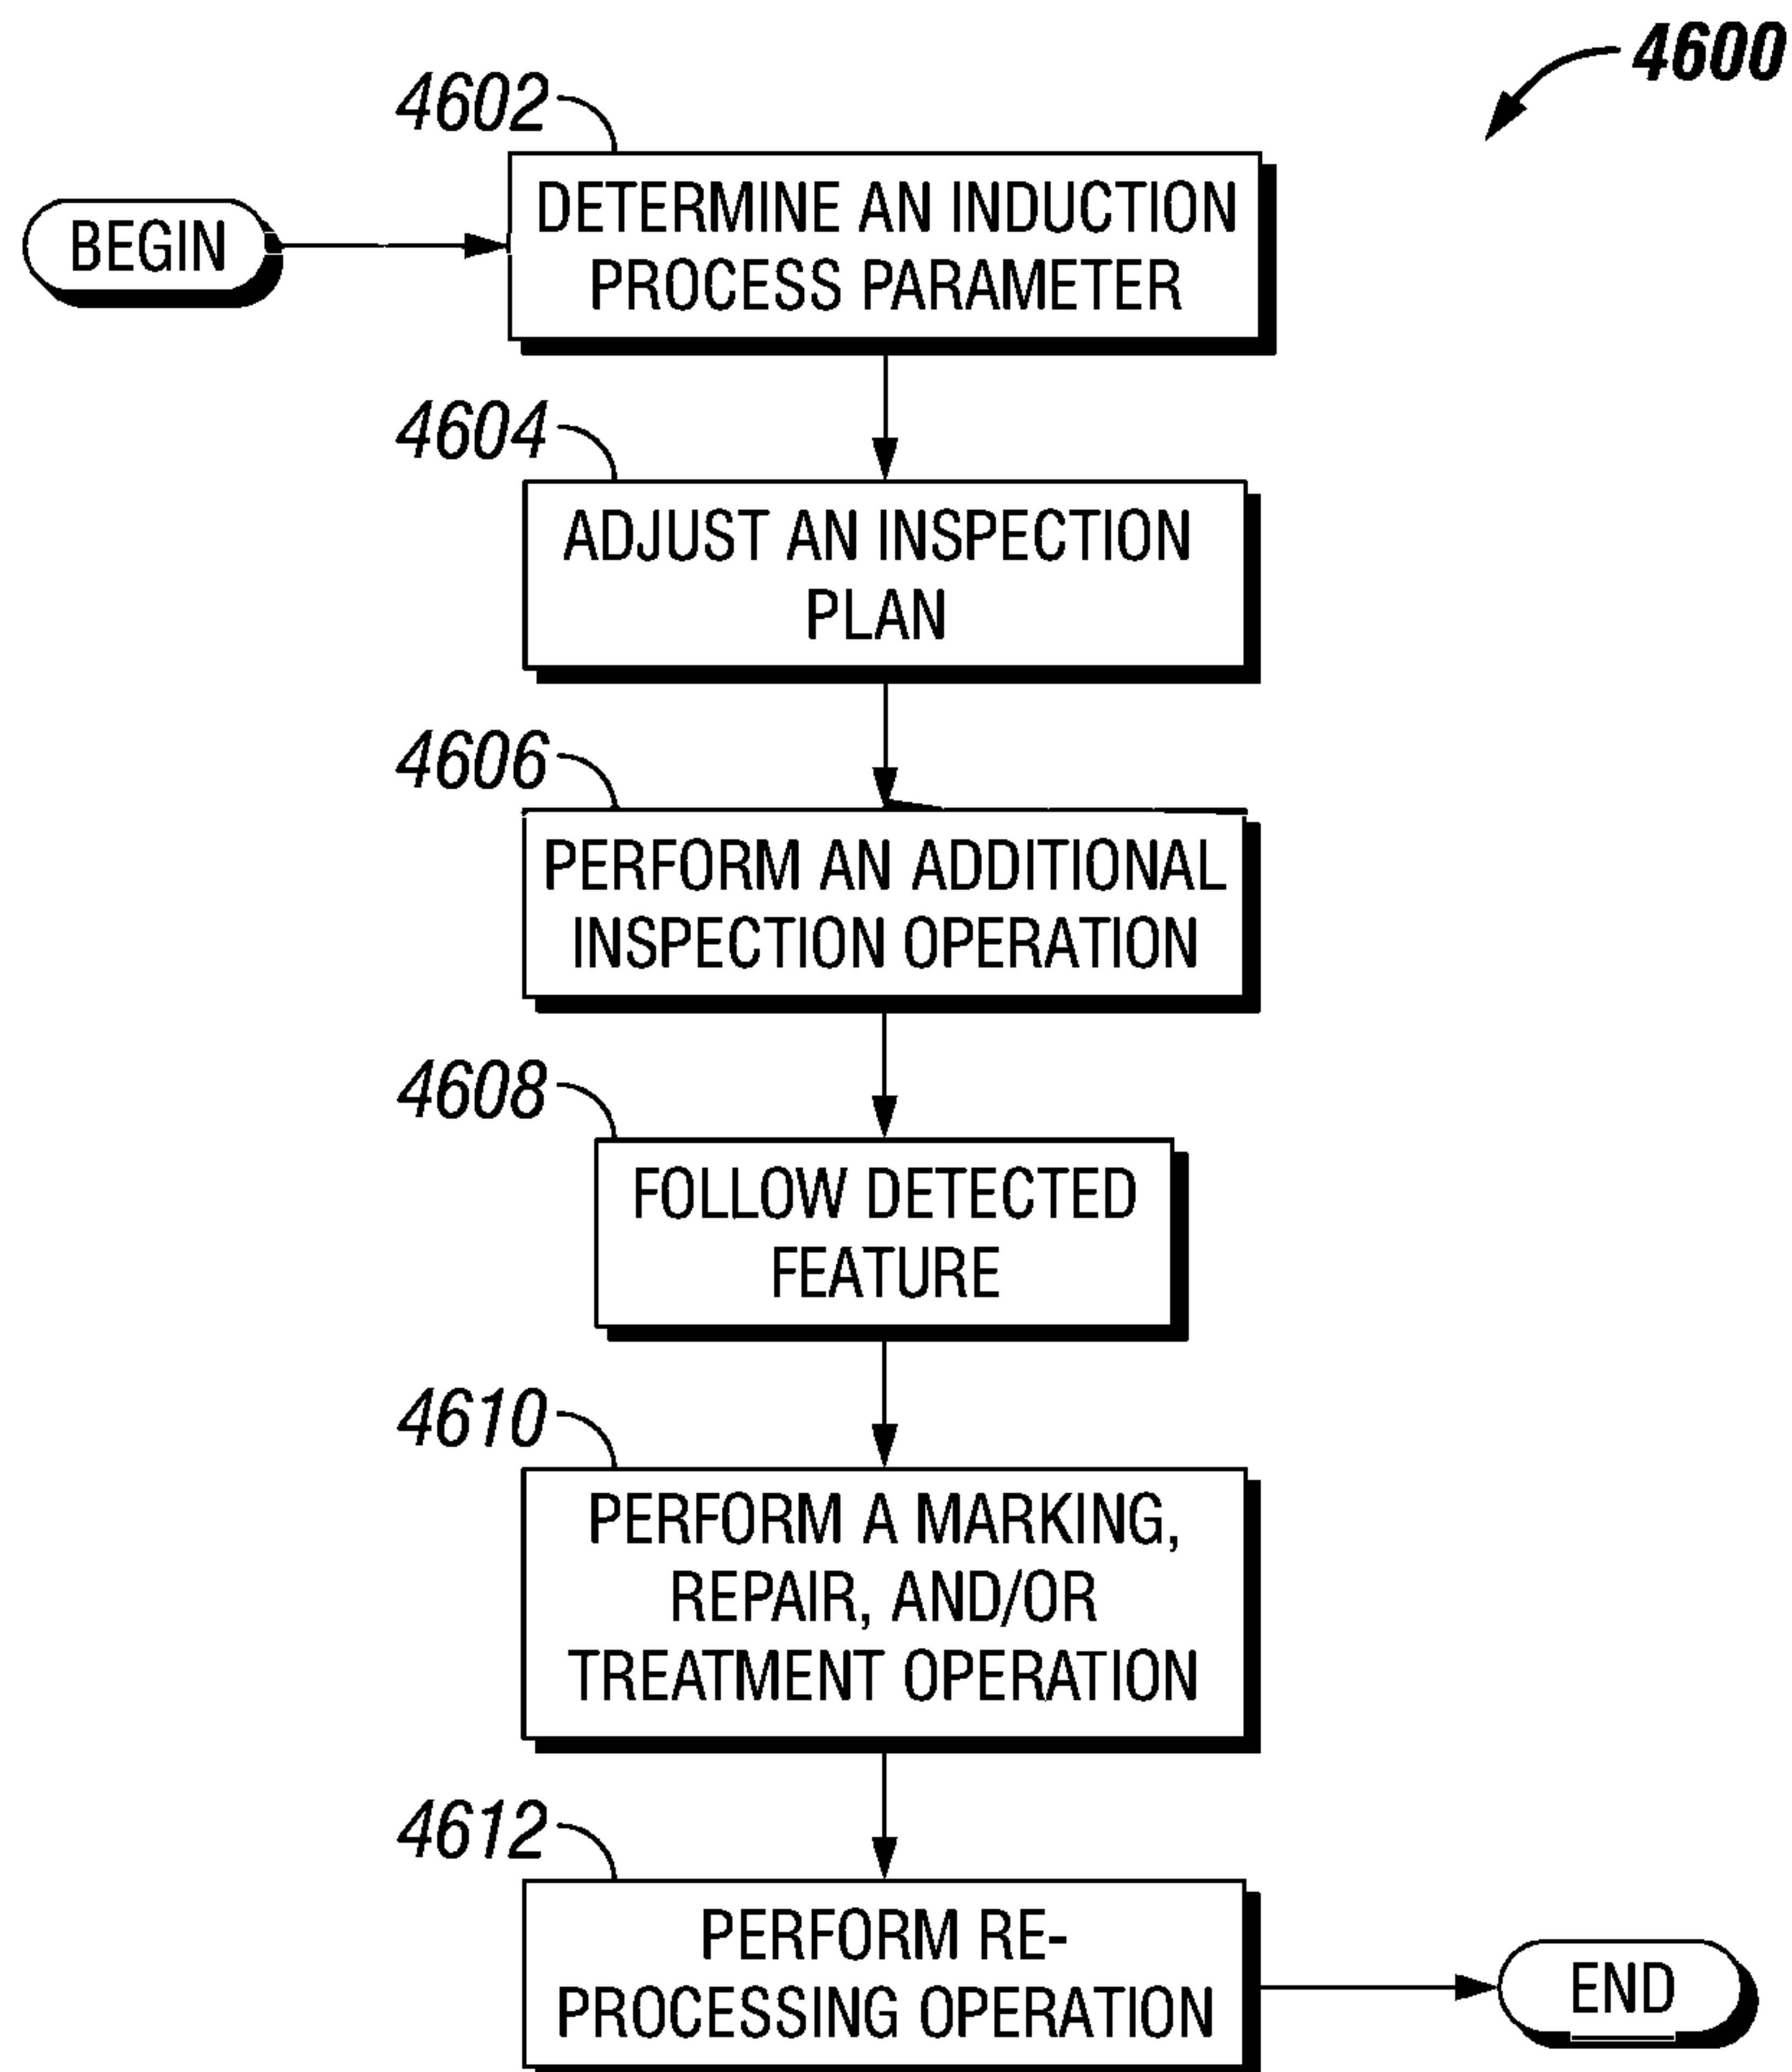 4600
4602
BEGIN
DETERMINE AN INDUCTION
PROCESS PARAMETER
4604
ADJUST AN INSPECTION
PLAN
4606
PERFORM AN ADDITIONAL
INSPECTION OPERATION
4608
FOLLOW DETECTED
FEATURE
4610
PERFORM A MARKING,
REPAIR, AND/OR
TREATMENT OPERATION
4612
PERFORM RE-
PROCESSING OPERATION
END